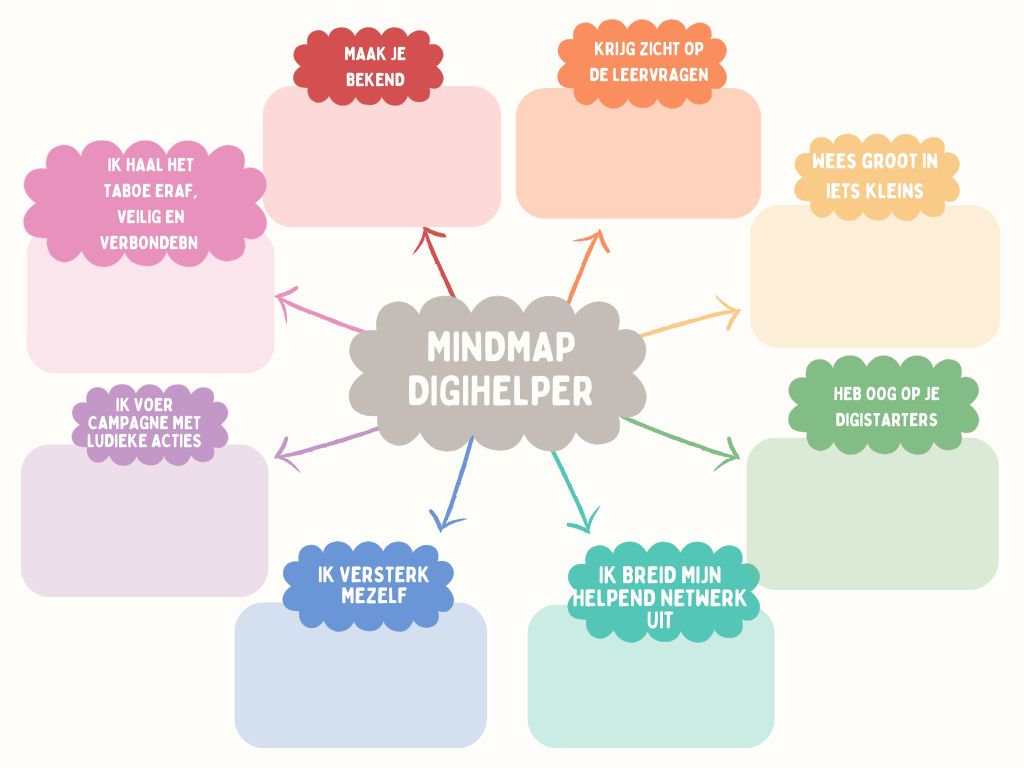 MAAK JE
BEKEND
KRIJG ZICHT OP
DE LEERVRAGEN
IK HAAL HET
TABOE ERAF,
VEILIG EN
VERBONDEBN
WEES GROOT IN
IETS KLEINS
MINDMAP
DIGIHELPER
IK VOER
CAMPAGNE MET
LUDIEKE ACTIES
HEB OOG OP JE
DIGISTARTERS
IK VERSTERK
MEZELF
IK BREID MIJN
HELPEND NETWERK
UIT